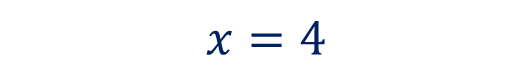 x = 4